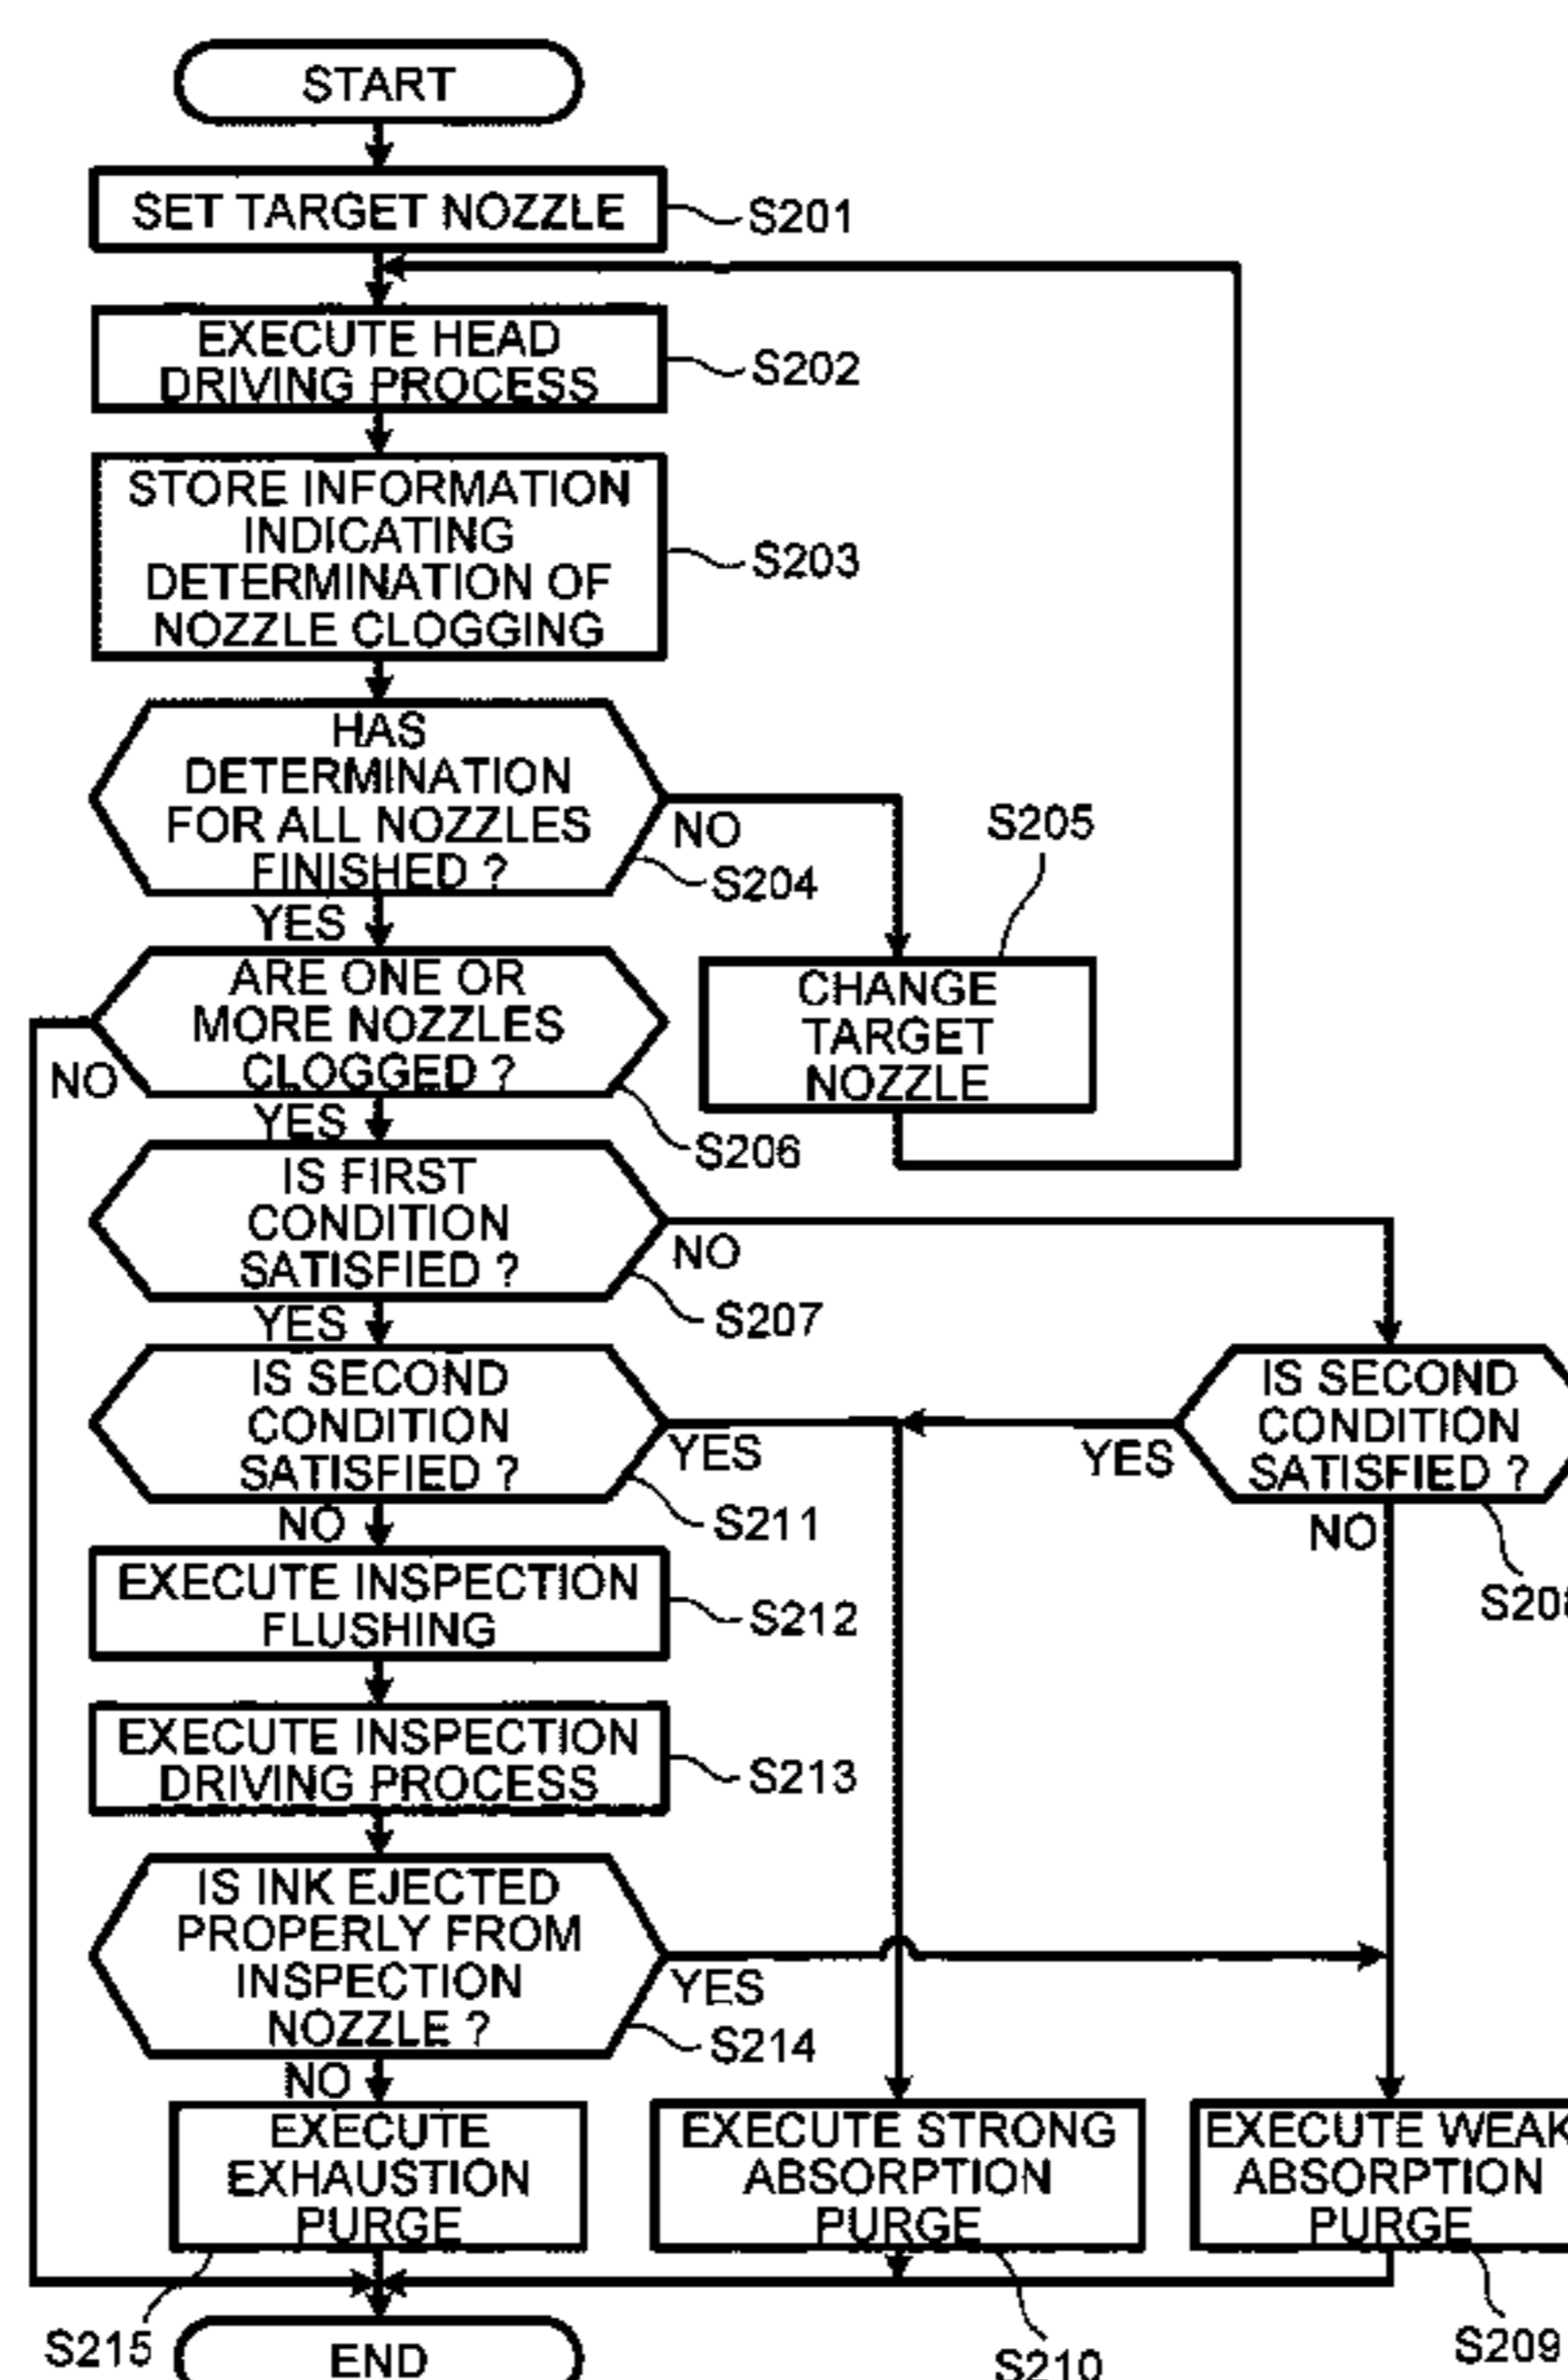 START
SET TARGET NOZZLE
S201
EXECUTE HEAD
DRIVING PROCESS
S202
STORE INFORMATION
INDICATING
DETERMINATION OF
NOZZLE CLOGGING
S203
HAS
DETERMINATION
FOR ALL NOZZLES
FINISHED ?
NO
S204
S205
YES
CHANGE
TARGET
NOZZLE
ARE ONE OR
MORE NOZZLES
CLOGGED ?
NO
YES
S206
IS FIRST
CONDITION
SATISFIED ?
NO
S207
YES
IS SECOND
CONDITION
SATISFIED ?
YES
S211
NO
IS SECOND
CONDITION
SATISFIED ?
YES
NO
EXECUTE INSPECTION
FLUSHING
S212
EXECUTE INSPECTION
DRIVING PROCESS
S213
IS INK EJECTED
PROPERLY FROM
INSPECTION
NOZZLE ?
YES
S214
NO
EXECUTE
EXHAUSTION
PURGE
EXECUTE STRONG
ABSORPTION
PURGE
EXECUTE WEAK
ABSORPTION
PURGE
S215
S210
S209
END